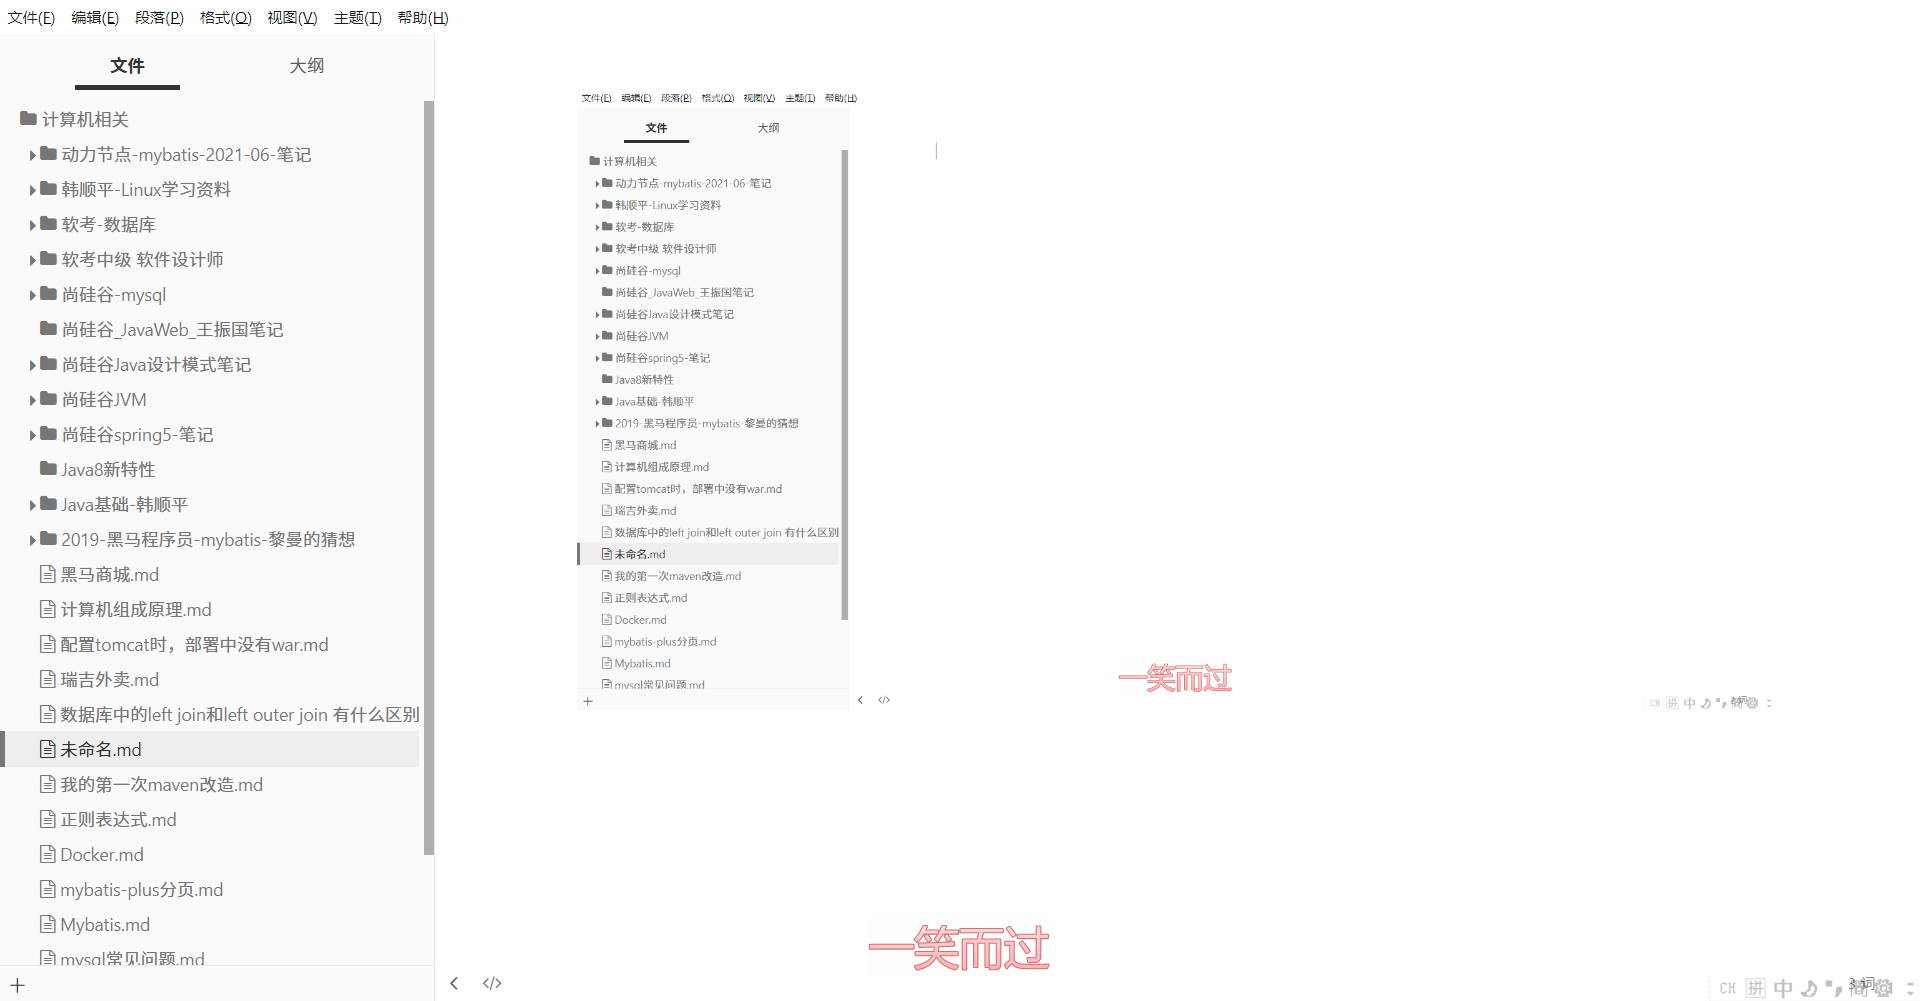 文件(F) 编辑(E) 段落(P) 格式(O) 视图(V) 主题(T) 帮助(H)
文件 大纲
计算机相关
动力节点-mybatis-2021-06-笔记
韩顺平-Linux学习资料
软考-数据库
软考中级 软件设计师
尚硅谷-mysql
尚硅谷_JavaWeb_王振国笔记
尚硅谷Java设计模式笔记
尚硅谷JVM
尚硅谷spring5-笔记
Java8新特性
Java基础-韩顺平
2019-黑马程序员-mybatis-黎曼的猜想
黑马商城.md
计算机组成原理.md
配置tomcat时，部署中没有war.md
瑞吉外卖.md
数据库中的left join和left outer join 有什么区别
未命名.md
我的第一次maven改造.md
正则表达式.md
Docker.md
mybatis-plus分页.md
Mybatis.md
mysql常见问题.md
文件(F) 编辑(E) 段落(P) 格式(O) 视图(V) 主题(T) 帮助(H)
文件 大纲
计算机相关
动力节点-mybatis-2021-06-笔记
韩顺平-Linux学习资料
软考-数据库
软考中级 软件设计师
尚硅谷-mysql
尚硅谷_JavaWeb_王振国笔记
尚硅谷Java设计模式笔记
尚硅谷JVM
尚硅谷spring5-笔记
Java8新特性
Java基础-韩顺平
2019-黑马程序员-mybatis-黎曼的猜想
黑马商城.md
计算机组成原理.md
配置tomcat时，部署中没有war.md
瑞吉外卖.md
数据库中的left join和left outer join 有什么区别
未命名.md
我的第一次maven改造.md
正则表达式.md
Docker.md
mybatis-plus分页.md
Mybatis.md
mysql常见问题.md
一笑而过
CH 拼 中 简
一笑而过
CH 拼 中 简
3 词